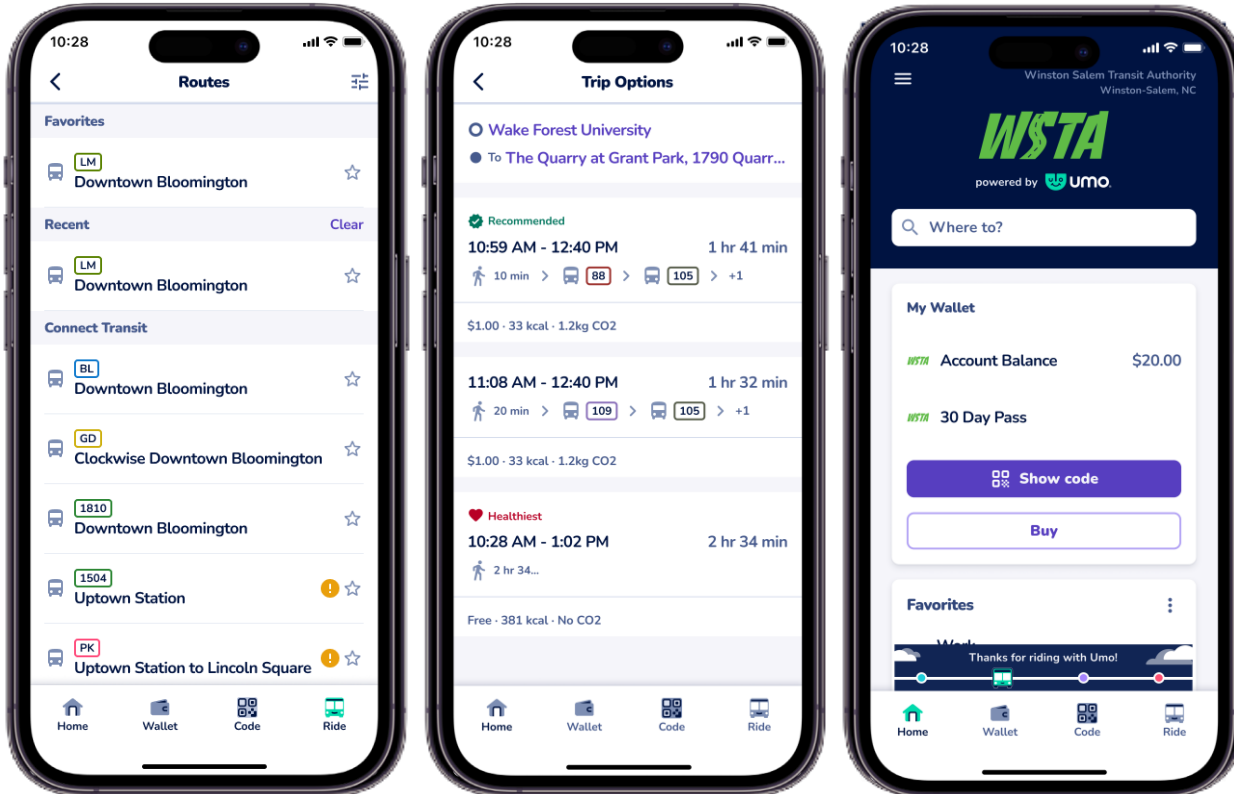 10:28
Routes
Favorites
LM
Downtown Bloomington
Recent Clear
LM
Downtown Bloomington
Connect Transit
BL
Downtown Bloomington
GD
Clockwise Downtown Bloomington
1810
Downtown Bloomington
1504
Uptown Station
PK
Uptown Station to Lincoln Square
Home Wallet Code Ride
10:28
Trip Options
Wake Forest University
To The Quarry at Grant Park, 1790 Quarr...
Recommended
10:59 AM - 12:40 PM 1 hr 41 min
10 min > 88 > 105 > +1
$1.00 · 33 kcal · 1.2kg CO2
11:08 AM - 12:40 PM 1 hr 32 min
20 min > 109 > 105 > +1
$1.00 · 33 kcal · 1.2kg CO2
Healthiest
10:28 AM - 1:02 PM 2 hr 34 min
2 hr 34...
Free · 381 kcal · No CO2
Home Wallet Code Ride
10:28
Winston Salem Transit Authority
Winston-Salem, NC
WSTA
powered by umo.
Where to?
My Wallet
WSTA Account Balance $20.00
WSTA 30 Day Pass
Show code
Buy
Favorites
Work
Thanks for riding with Umo!
Home Wallet Code Ride